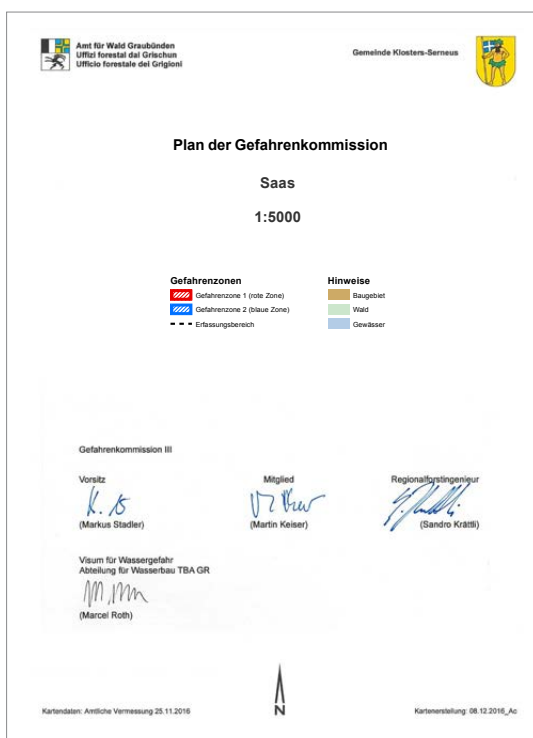 Amt für Wald Graubünden
Uffizi forestal dal Grischun
Ufficio forestale dei Grigioni
Gemeinde Klosters-Serneus
Plan der Gefahrenkommission
Saas
1:5000
Gefahrenzonen
Gefahrenzone 1 (rote Zone)
Gefahrenzone 2 (blaue Zone)
Erfassungsbereich
Hinweise
Baugebiet
Wald
Gewässer
Gefahrenkommission III
Vorsitz
(Markus Stadler)
Mitglied
(Martin Keiser)
Regionalforstingenieur
(Sandro Krättli)
Visum für Wassergefahr
Abteilung für Wasserbau TBA GR
(Marcel Roth)
Kartendaten: Amtliche Vermessung 25.11.2016
N
Kartenerstellung: 08.12.2016_Ac